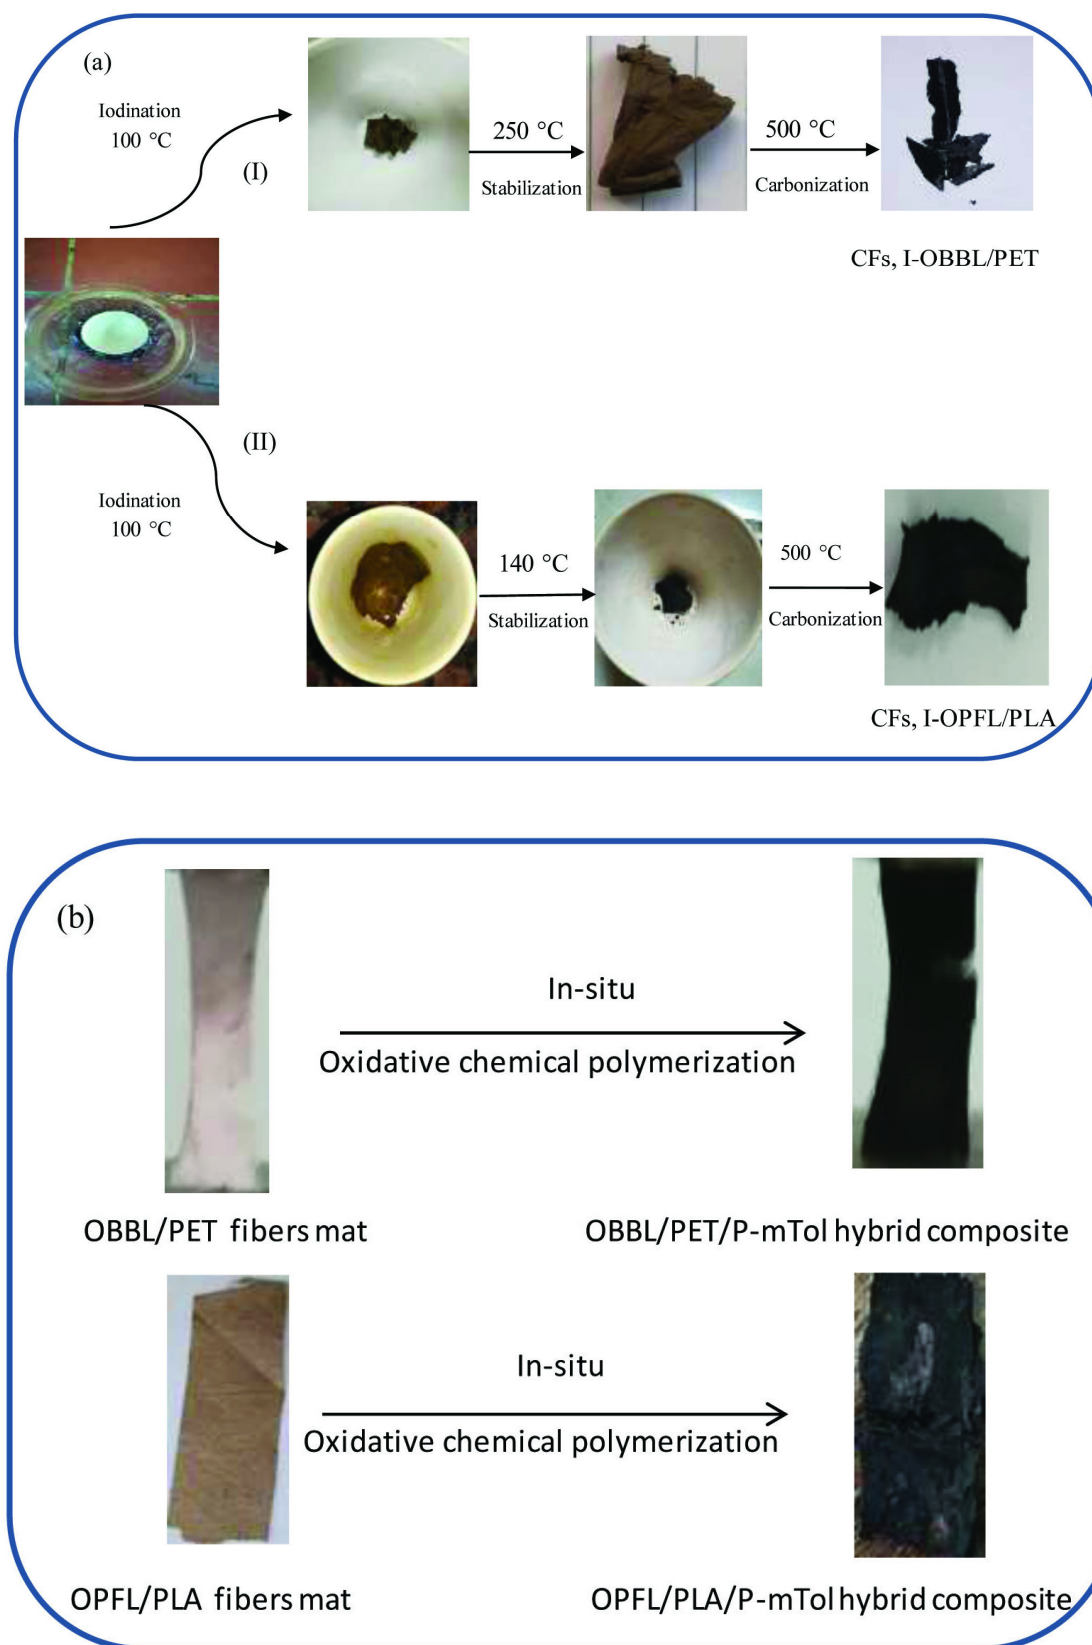 (a)
Iodination
100 °C
(I)
250 °C
Stabilization
500 °C
Carbonization
CFs, I-OBBL/PET
(II)
Iodination
100 °C
140 °C
Stabilization
500 °C
Carbonization
CFs, I-OPFL/PLA
(b)
In-situ
Oxidative chemical polymerization
OBBL/PET fibers mat
OBBL/PET/P-mTol hybrid composite
In-situ
Oxidative chemical polymerization
OPFL/PLA fibers mat
OPFL/PLA/P-mTol hybrid composite